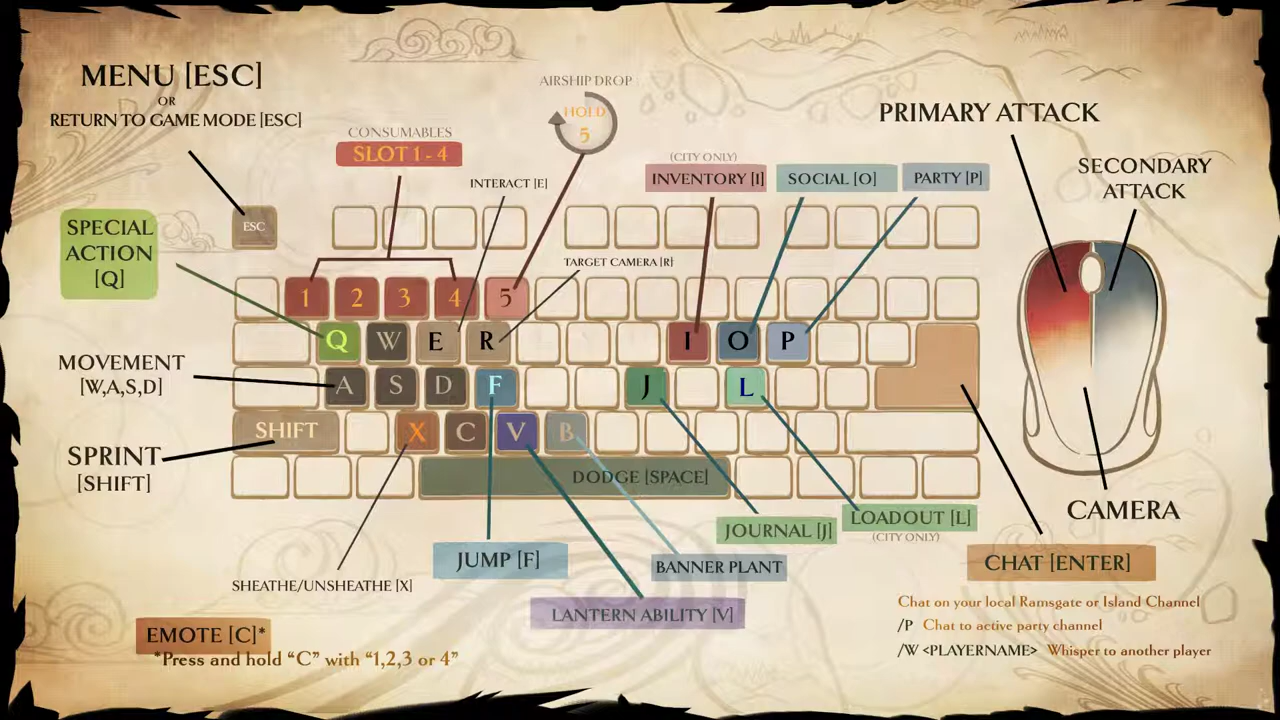 MENU [ESC]
OR
RETURN TO GAME MODE [ESC]
AIRSHIP DROP
HOLD
5
CONSUMABLES
SLOT 1 - 4
INTERACT [E]
(CITY ONLY)
INVENTORY [I]
SOCIAL [O]
PARTY [P]
PRIMARY ATTACK
SECONDARY
ATTACK
SPECIAL
ACTION
[Q]
ESC
TARGET CAMERA [R]
1 2 3 4 5
Q W E R I O P
MOVEMENT
[W,A,S,D]
A S D F J L
SPRINT
[SHIFT]
SHIFT X C V B
DODGE [SPACE]
CAMERA
JOURNAL [J]
LOADOUT [L]
(CITY ONLY)
JUMP [F]
BANNER PLANT
CHAT [ENTER]
SHEATHE/UNSHEATHE [X]
LANTERN ABILITY [V]
Chat on your local Ramsgate or Island Channel
/P Chat to active party channel
/W <PLAYERNAME> Whisper to another player
EMOTE [C]*
*Press and hold “C” with “1,2,3 or 4”